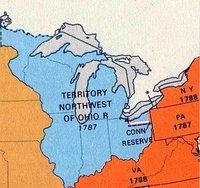 N Y
1788
TERRITORY
NORTHWEST
OF OHIO R
1787
PA
1787
CONN
RESERVE
VA
1788